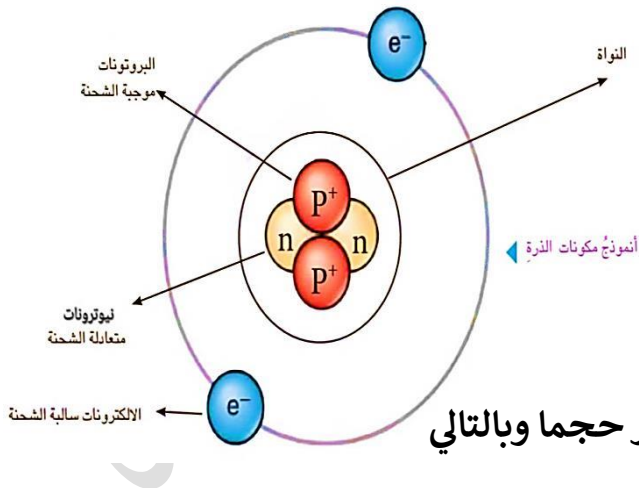 e⁻
النواة
البروتونات
موجبة الشحنة
P⁺
n n
P⁺
أنموذجُ مكونات الذرةِ
نيوترونات
متعادلة الشحنة
e⁻
الالكترونات سالبة الشحنة
ر حجما وبالتالي